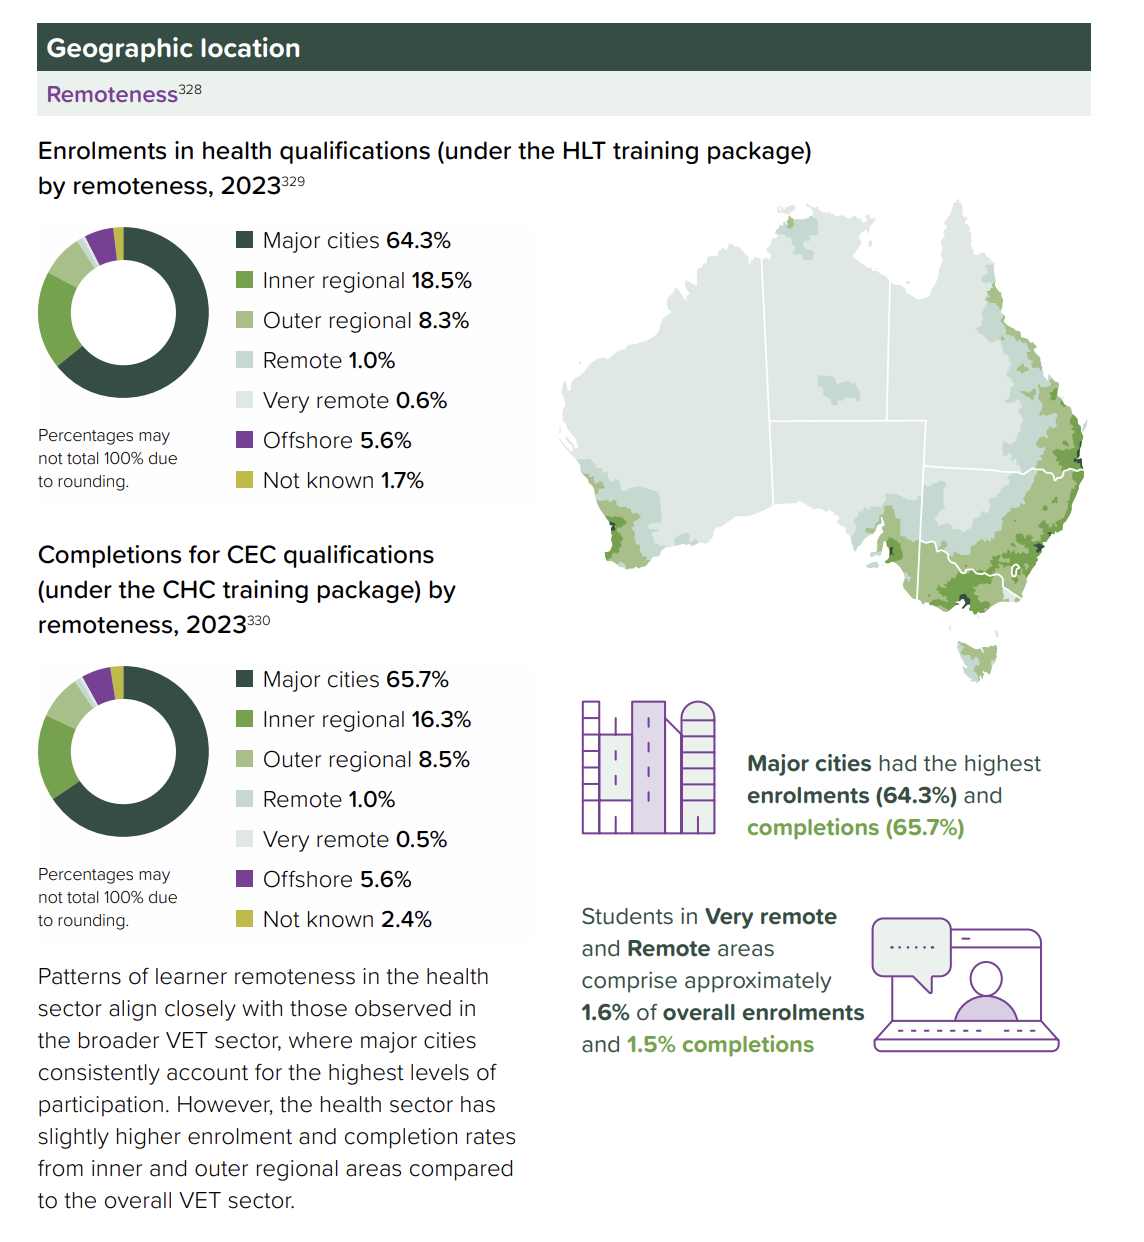 Geographic location
Remoteness328
Enrolments in health qualifications (under the HLT training package)
by remoteness, 2023329
Major cities 64.3%
Inner regional 18.5%
Outer regional 8.3%
Remote 1.0%
Very remote 0.6%
Offshore 5.6%
Not known 1.7%
Percentages may
not total 100% due
to rounding.
Completions for CEC qualifications
(under the CHC training package) by
remoteness, 2023330
Major cities 65.7%
Inner regional 16.3%
Outer regional 8.5%
Remote 1.0%
Very remote 0.5%
Offshore 5.6%
Not known 2.4%
Percentages may
not total 100% due
to rounding.
Patterns of learner remoteness in the health
sector align closely with those observed in
the broader VET sector, where major cities
consistently account for the highest levels of
participation. However, the health sector has
slightly higher enrolment and completion rates
from inner and outer regional areas compared
to the overall VET sector.
Major cities had the highest
enrolments (64.3%) and
completions (65.7%)
Students in Very remote
and Remote areas
comprise approximately
1.6% of overall enrolments
and 1.5% completions